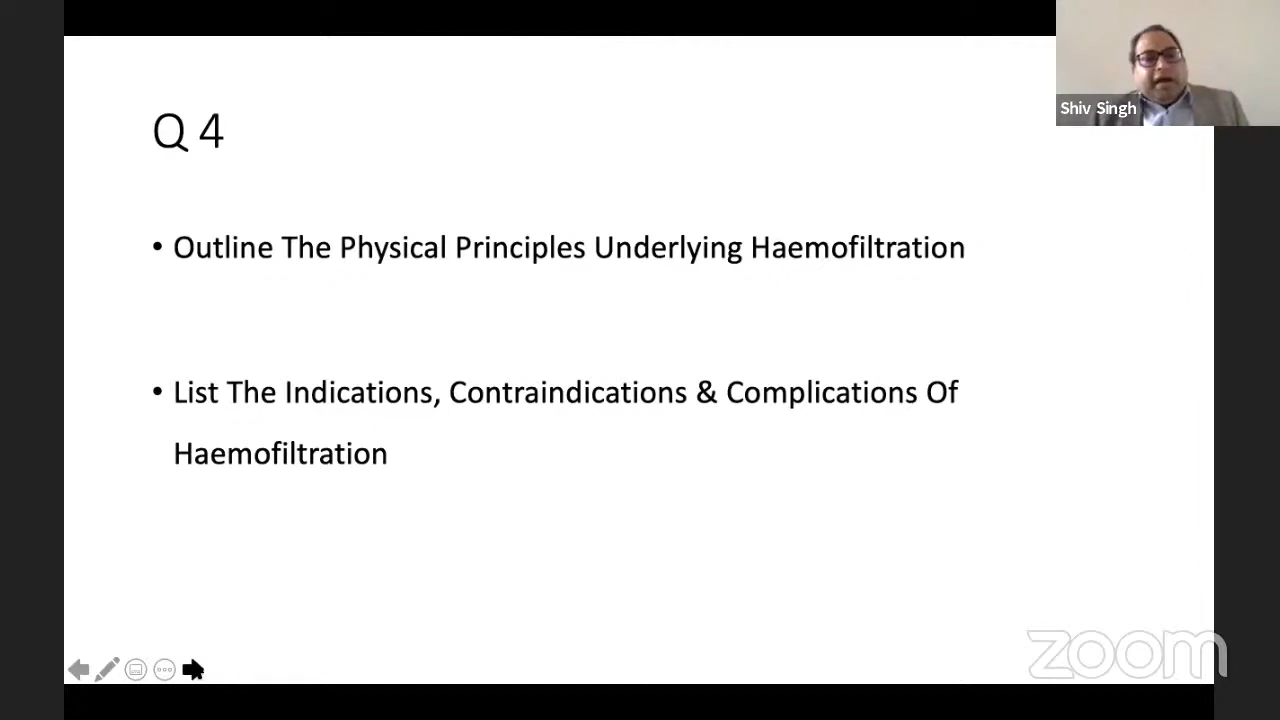 Shiv Singh
Q 4
• Outline The Physical Principles Underlying Haemofiltration
• List The Indications, Contraindications & Complications Of
Haemofiltration
zoom